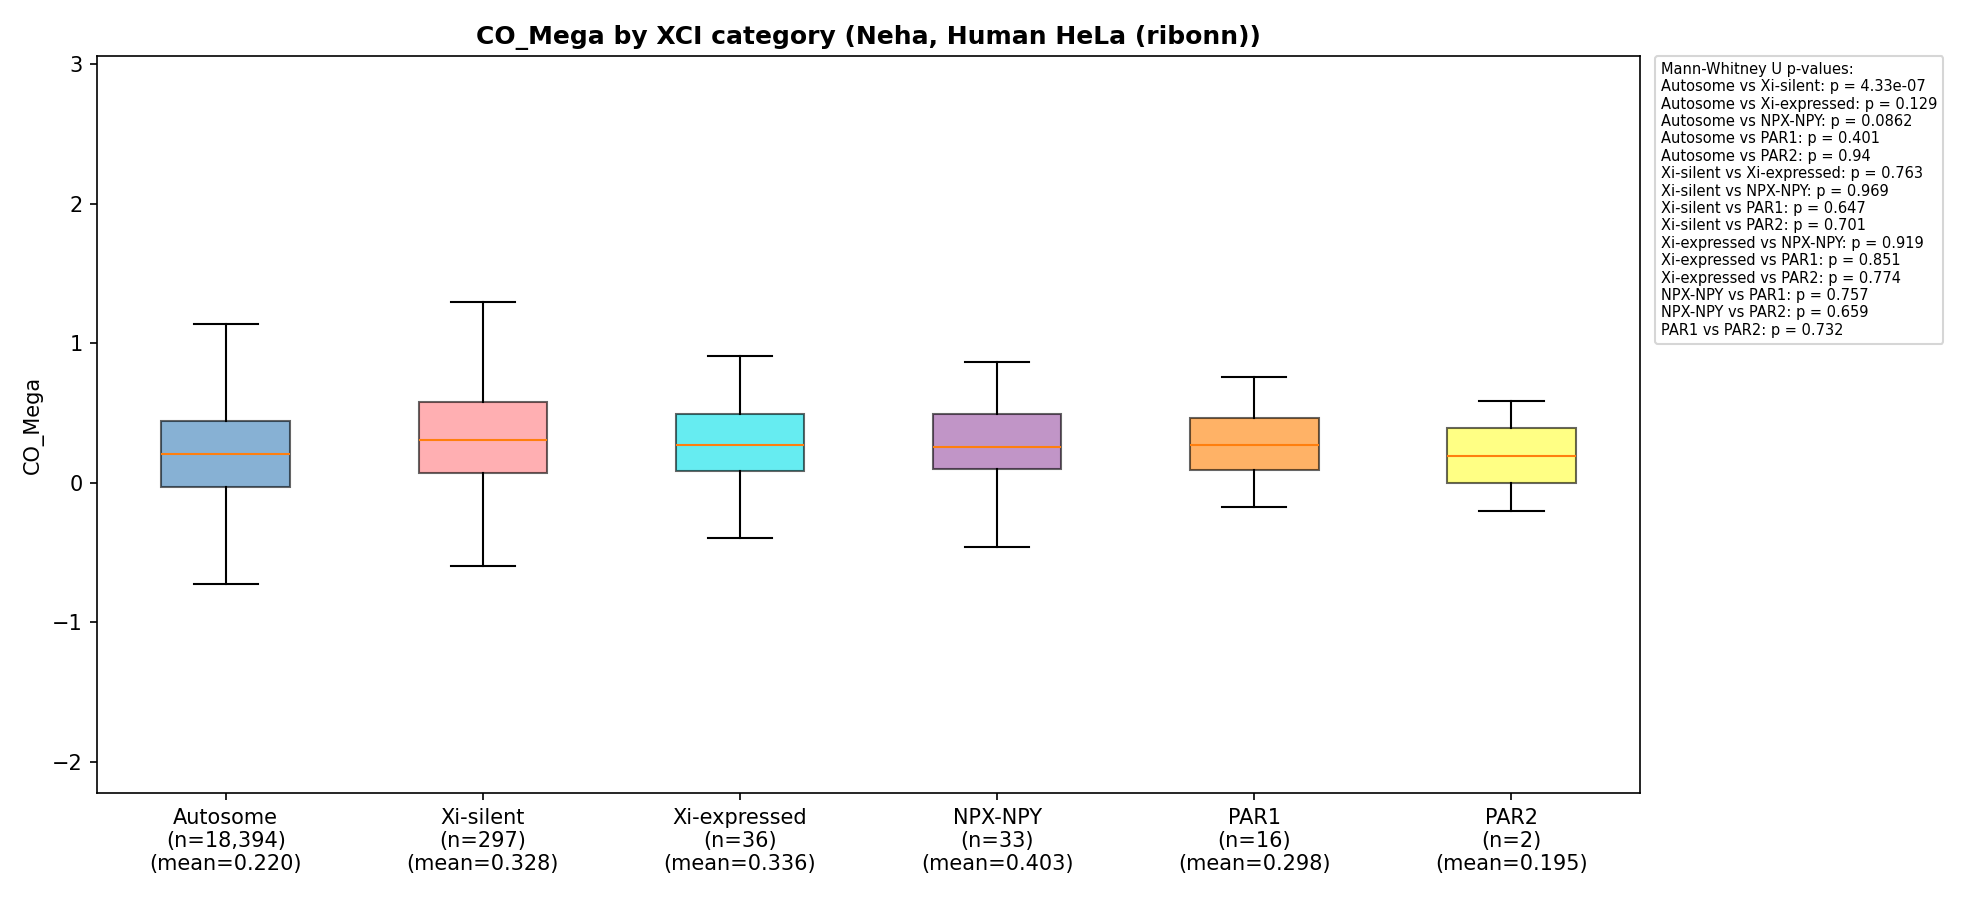 CO_Mega by XCI category (Neha, Human HeLa (ribonn))
Mann-Whitney U p-values:
Autosome vs Xi-silent: p = 4.33e-07
Autosome vs Xi-expressed: p = 0.129
Autosome vs NPX-NPY: p = 0.0862
Autosome vs PAR1: p = 0.401
Autosome vs PAR2: p = 0.94
Xi-silent vs Xi-expressed: p = 0.763
Xi-silent vs NPX-NPY: p = 0.969
Xi-silent vs PAR1: p = 0.647
Xi-silent vs PAR2: p = 0.701
Xi-expressed vs NPX-NPY: p = 0.919
Xi-expressed vs PAR1: p = 0.851
Xi-expressed vs PAR2: p = 0.774
NPX-NPY vs PAR1: p = 0.757
NPX-NPY vs PAR2: p = 0.659
PAR1 vs PAR2: p = 0.732
CO_Mega
3
2
1
0
−1
−2
Autosome
(n=18,394)
(mean=0.220)
Xi-silent
(n=297)
(mean=0.328)
Xi-expressed
(n=36)
(mean=0.336)
NPX-NPY
(n=33)
(mean=0.403)
PAR1
(n=16)
(mean=0.298)
PAR2
(n=2)
(mean=0.195)